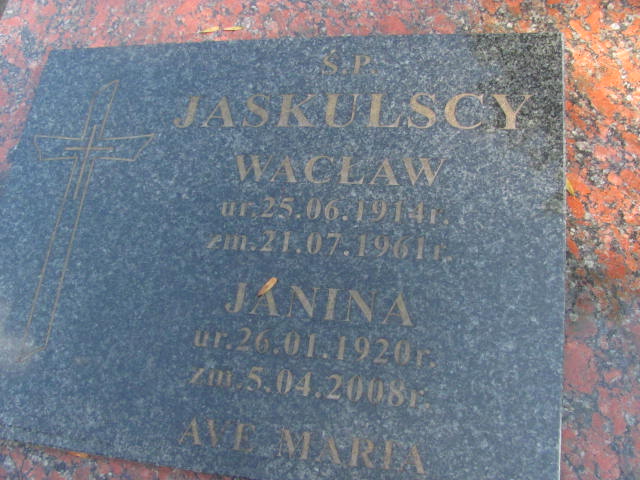 Ś.P.
JASKULSCY
WACŁAW
ur.25.06.1914r.
zm.21.07.1961r.
JANINA
ur.26.01.1920r.
zm.5.04.2008r.
AVE MARIA